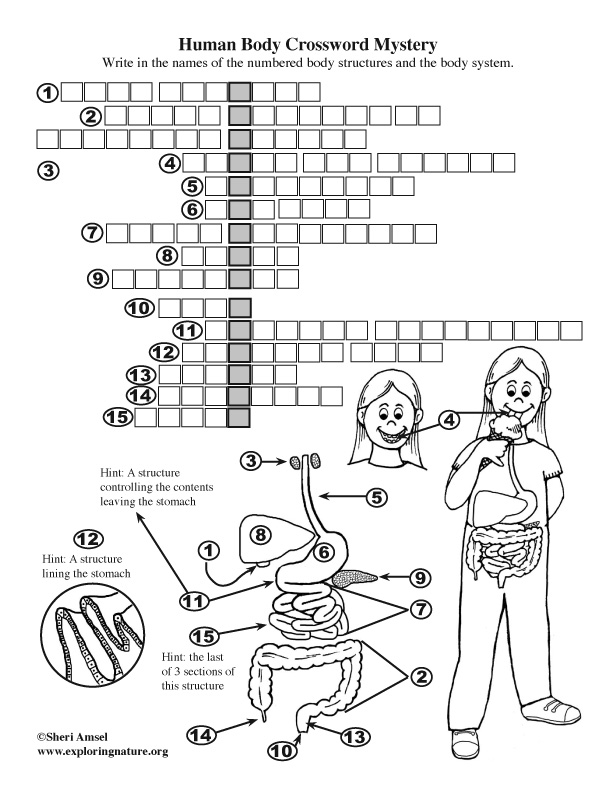 Human Body Crossword Mystery
Write in the names of the numbered body structures and the body system.
1
2
3
4
5
6
7
8
9
10
11
12
13
14
15
4
3
Hint: A structure
controlling the contents
leaving the stomach
5
12
Hint: A structure
lining the stomach
1
8
6
9
11
7
15
Hint: the last
of 3 sections of
this structure
2
14
13
10
©Sheri Amsel
www.exploringnature.org